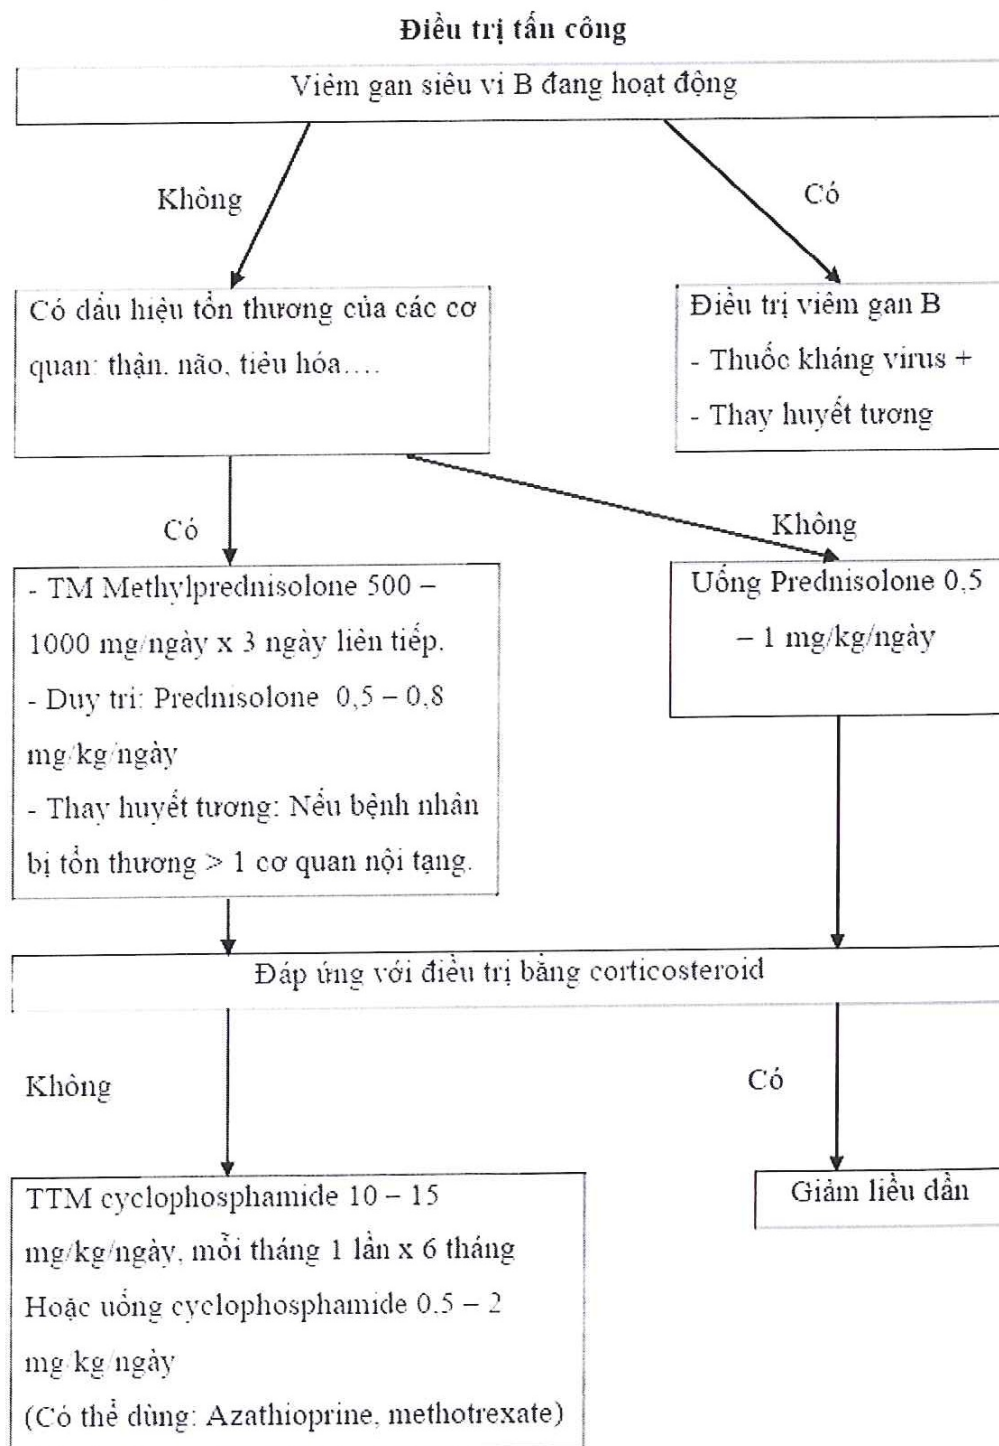 Điều trị tấn công
Viêm gan siêu vi B đang hoạt động
Không
Có
Có dấu hiệu tổn thương của các cơ
quan: thận, não, tiêu hóa….
Điều trị viêm gan B
- Thuốc kháng virus +
- Thay huyết tương
Có
Không
- TM Methylprednisolone 500 –
1000 mg/ngày x 3 ngày liên tiếp.
- Duy trì: Prednisolone 0,5 – 0,8
mg/kg/ngày
- Thay huyết tương: Nếu bệnh nhân
bị tổn thương > 1 cơ quan nội tạng.
Uống Prednisolone 0,5
– 1 mg/kg/ngày
Đáp ứng với điều trị bằng corticosteroid
Không
Có
TTM cyclophosphamide 10 – 15
mg/kg/ngày, mỗi tháng 1 lần x 6 tháng
Hoặc uống cyclophosphamide 0.5 – 2
mg/kg/ngày
(Có thể dùng: Azathioprine, methotrexate)
Giảm liều dần